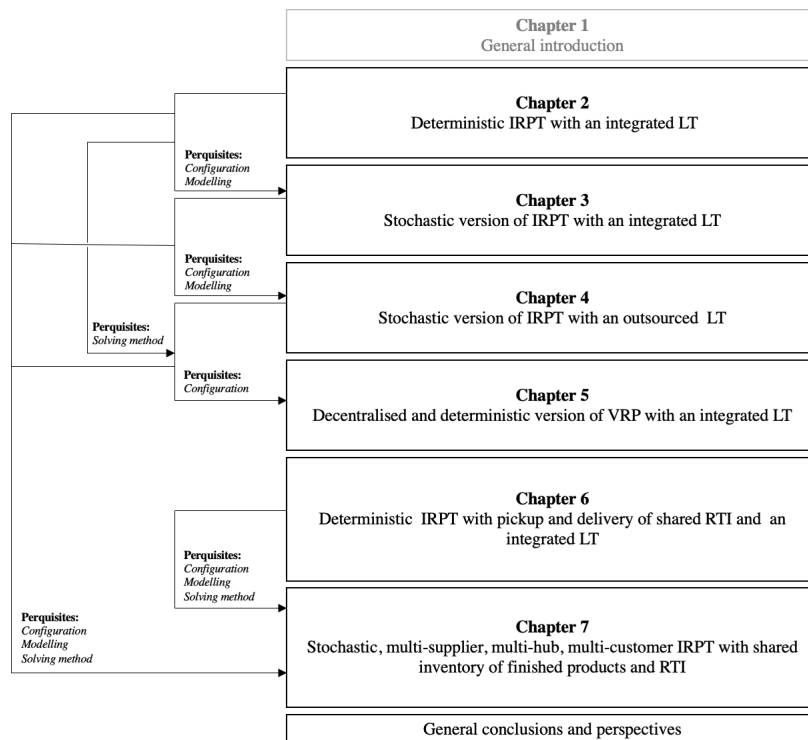 Chapter 1
General introduction
Chapter 2
Deterministic IRPT with an integrated LT
Perquisites:
Configuration
Modelling
Chapter 3
Stochastic version of IRPT with an integrated LT
Perquisites:
Configuration
Modelling
Chapter 4
Stochastic version of IRPT with an outsourced LT
Perquisites:
Solving method
Perquisites:
Configuration
Chapter 5
Decentralised and deterministic version of VRP with an integrated LT
Chapter 6
Deterministic IRPT with pickup and delivery of shared RTI and an
integrated LT
Perquisites:
Configuration
Modelling
Solving method
Perquisites:
Configuration
Modelling
Solving method
Chapter 7
Stochastic, multi-supplier, multi-hub, multi-customer IRPT with shared
inventory of finished products and RTI
General conclusions and perspectives